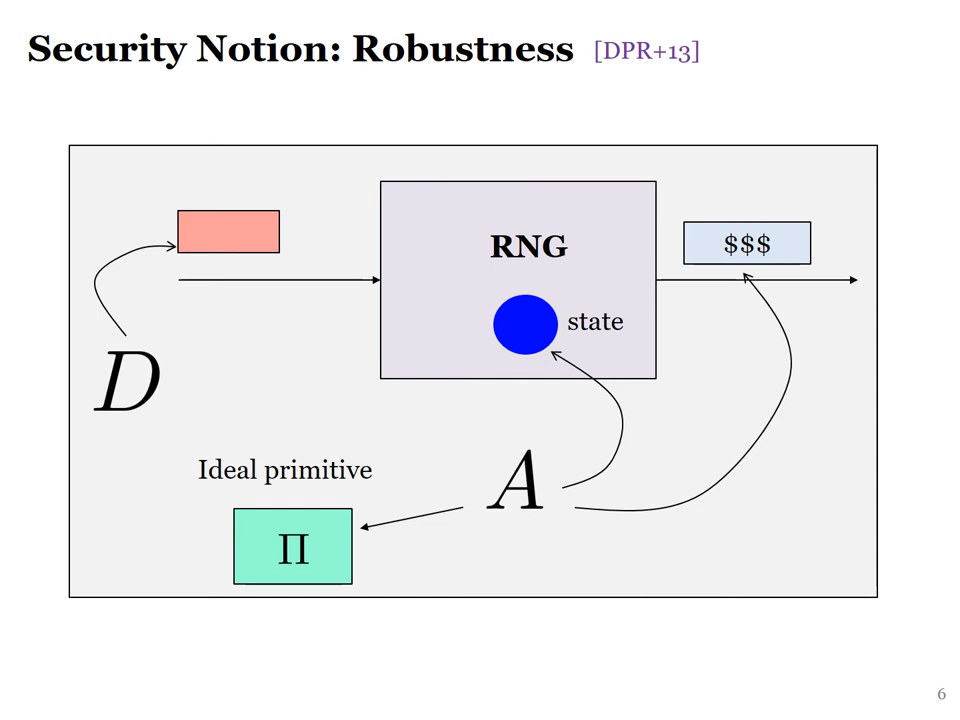 Security Notion: Robustness [DPR+13]
RNG
$$$
state
D
Ideal primitive
A
Π
6